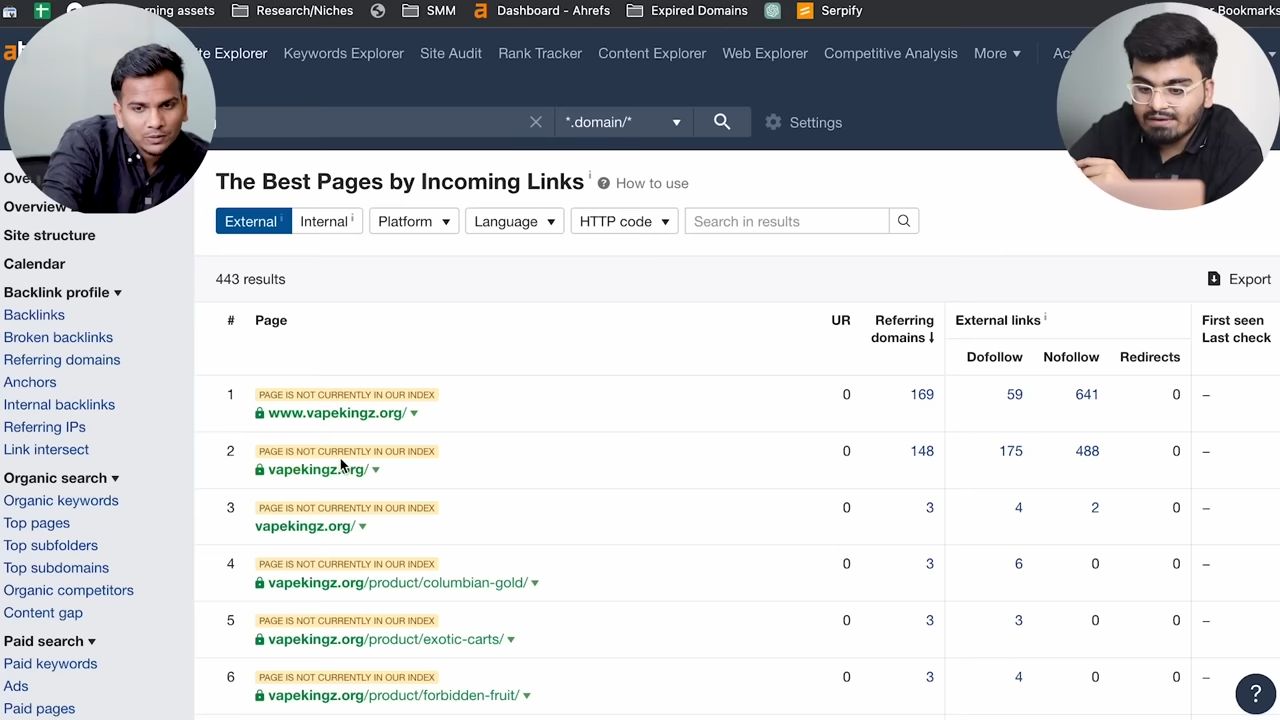 ning assets Research/Niches SMM Dashboard - Ahrefs Expired Domains Serpify Bookmarks
te Explorer Keywords Explorer Site Audit Rank Tracker Content Explorer Web Explorer Competitive Analysis More
*.domain/* Settings
Overview
Site structure
Calendar
Backlink profile
Backlinks
Broken backlinks
Referring domains
Anchors
Internal backlinks
Referring IPs
Link intersect
Organic search
Organic keywords
Top pages
Top subfolders
Top subdomains
Organic competitors
Content gap
Paid search
Paid keywords
Ads
Paid pages
The Best Pages by Incoming Links i ? How to use
External i Internal i Platform Language HTTP code Search in results
443 results Export
# Page UR Referring domains ↓ External links i First seen Last check
Dofollow Nofollow Redirects
PAGE IS NOT CURRENTLY IN OUR INDEX
1 www.vapekingz.org/ 0 169 59 641 0 –
PAGE IS NOT CURRENTLY IN OUR INDEX
2 vapekingz.org/ 0 148 175 488 0 –
PAGE IS NOT CURRENTLY IN OUR INDEX
3 vapekingz.org/ 0 3 4 2 0 –
PAGE IS NOT CURRENTLY IN OUR INDEX
4 vapekingz.org/product/columbian-gold/ 0 3 6 0 0 –
PAGE IS NOT CURRENTLY IN OUR INDEX
5 vapekingz.org/product/exotic-carts/ 0 3 3 0 0 –
PAGE IS NOT CURRENTLY IN OUR INDEX
6 vapekingz.org/product/forbidden-fruit/ 0 3 4 0 0 –
?